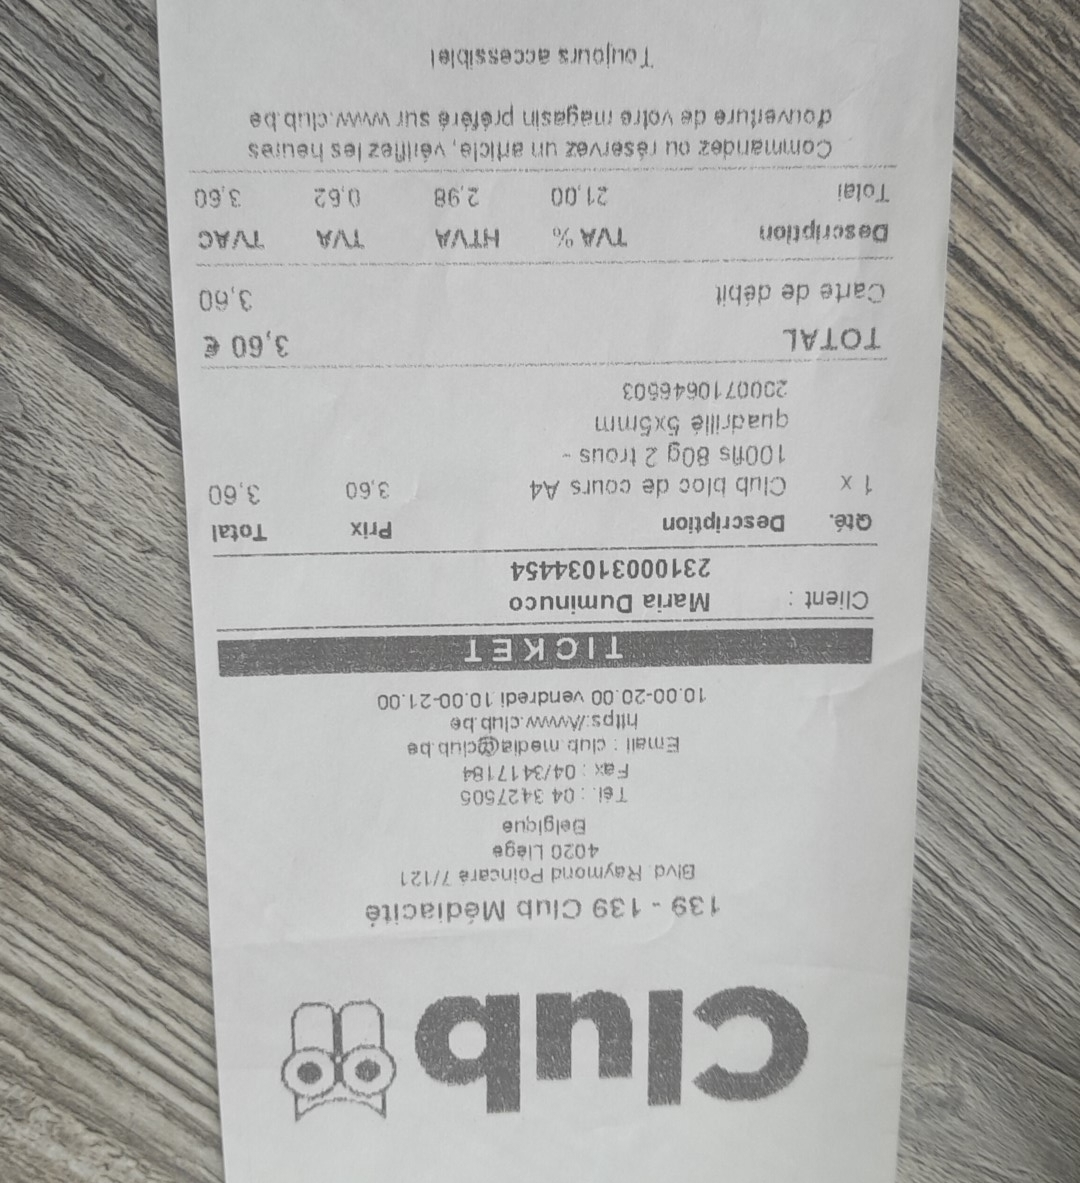 club
139 - 139 Club Médiacité
Blvd. Raymond Poincaré 7/121
4020 Liège
Belgique
Tél. : 04 3427505
Fax : 04/3417184
Email : club.media@club.be
https://www.club.be
10.00-20.00 vendredi 10.00-21.00
TICKET
Client : Maria Duminuco
23100031034454
Qté. Description Prix Total
1 x Club bloc de cours A4 3,60 3,60
100fls 80g 2 trous -
quadrillé 5x5mm
2000710646503
TOTAL 3,60 €
Carte de débit 3,60
Description TVA % HTVA TVA TVAC
Total 21,00 2,98 0,62 3,60
Commandez ou réservez un article, vérifiez les heures
d'ouverture de votre magasin préféré sur www.club.be
Toujours accessible!